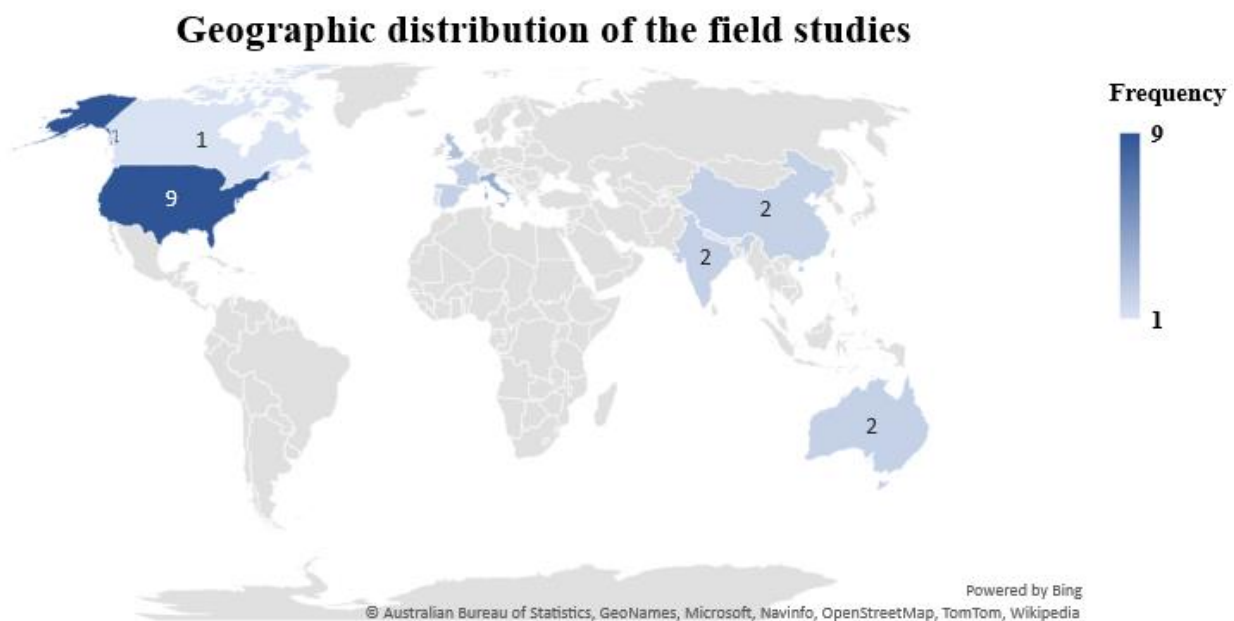 Geographic distribution of the field studies
Frequency
9
1
1
9
2
2
2
Powered by Bing
© Australian Bureau of Statistics, GeoNames, Microsoft, Navinfo, OpenStreetMap, TomTom, Wikipedia